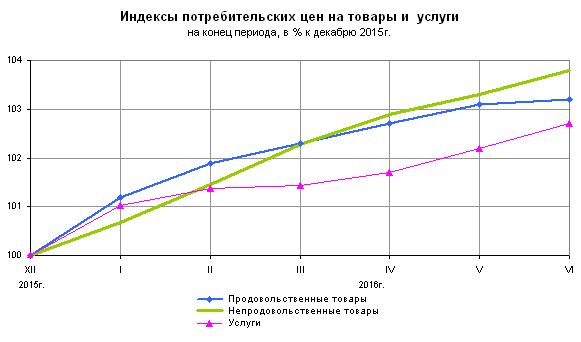 Индексы потребительских цен на товары и услуги
на конец периода, в % к декабрю 2015г.
104
103
102
101
100
XII I II III IV V VI
2015г. 2016г.
Продовольственные товары
Непродовольственные товары
Услуги